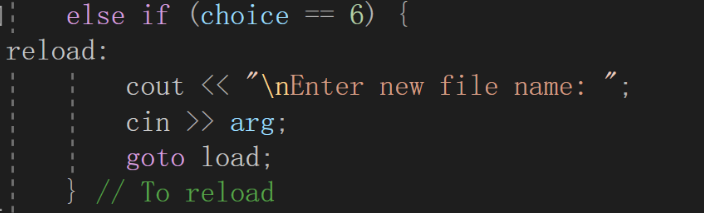 else if (choice == 6) {
reload:
cout << "\nEnter new file name: ";
cin >> arg;
goto load;
} // To reload